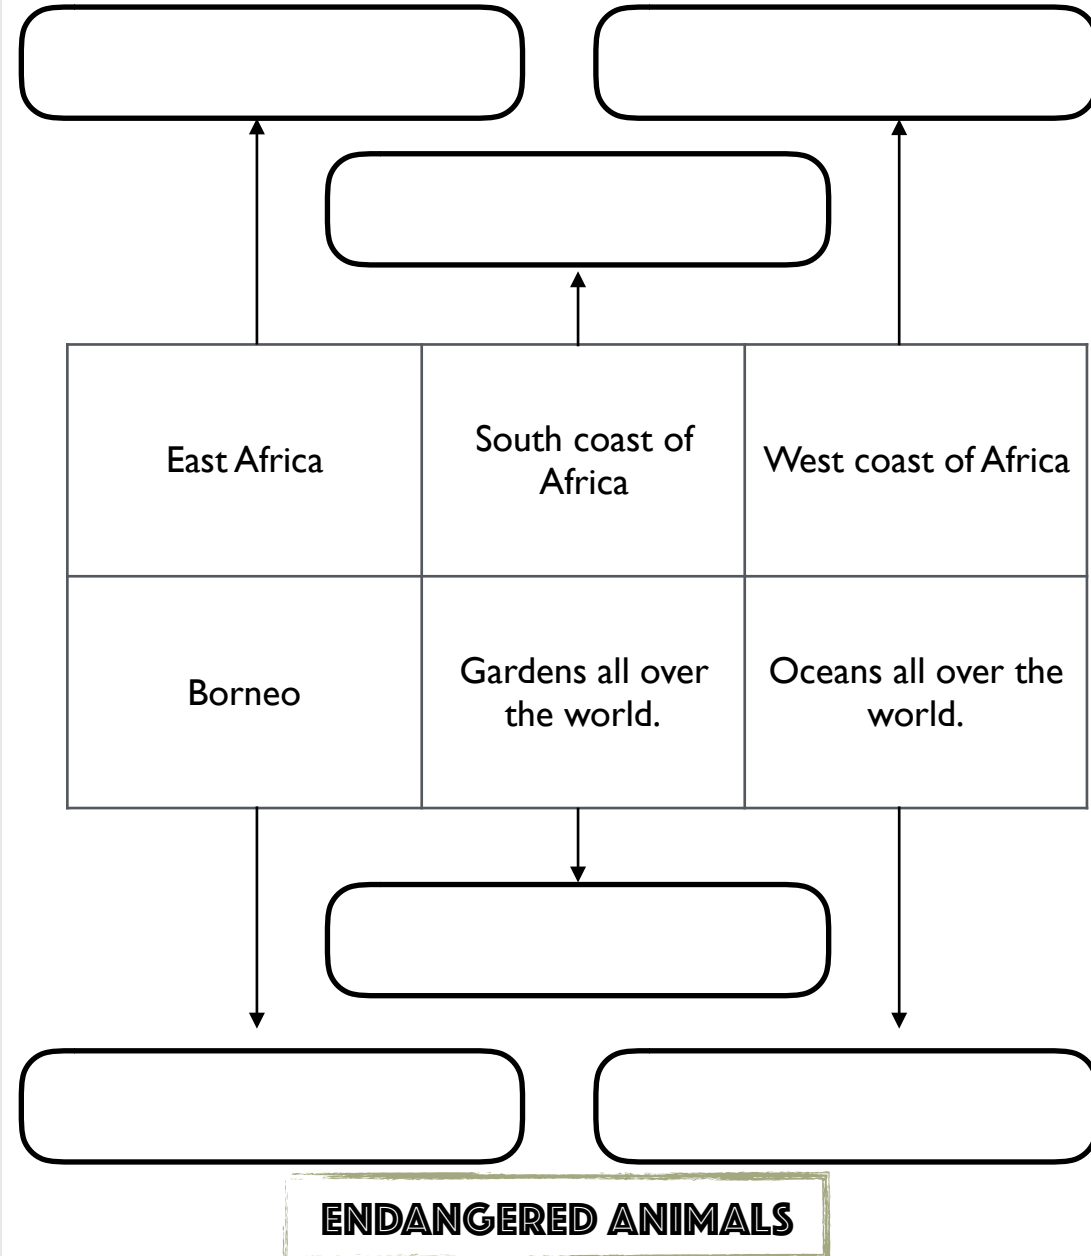 East Africa
South coast of
Africa
West coast of Africa
Borneo
Gardens all over
the world.
Oceans all over the
world.
ENDANGERED ANIMALS